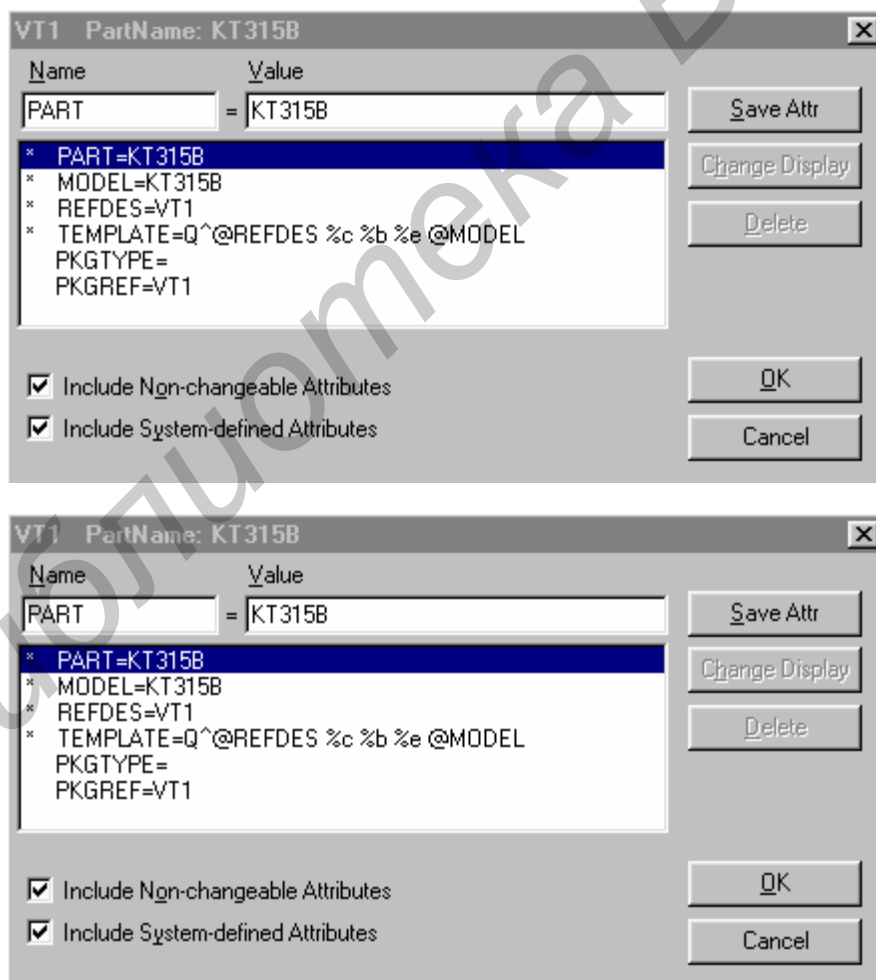 VT1 PartName: KT315B
Name Value
PART = KT315B Save Attr
* PART=KT315B
* MODEL=KT315B
* REFDES=VT1
* TEMPLATE=Q^@REFDES %c %b %e @MODEL
PKGTYPE=
PKGREF=VT1
Change Display
Delete
Include Non-changeable Attributes
Include System-defined Attributes
OK
Cancel
VT1 PartName: KT315B
Name Value
PART = KT315B Save Attr
* PART=KT315B
* MODEL=KT315B
* REFDES=VT1
* TEMPLATE=Q^@REFDES %c %b %e @MODEL
PKGTYPE=
PKGREF=VT1
Change Display
Delete
Include Non-changeable Attributes
Include System-defined Attributes
OK
Cancel